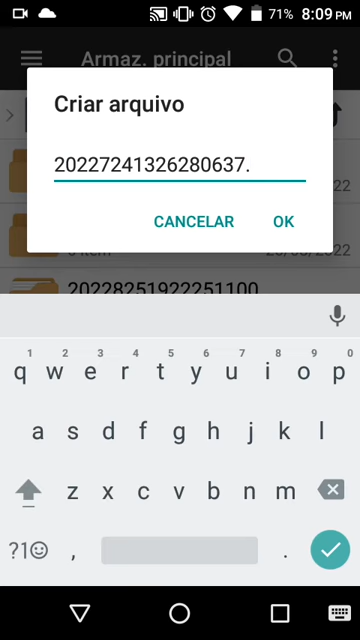 71% 8:09 PM
Armaz. principal
Criar arquivo
20227241326280637.
CANCELAR OK
20228251922251100
1 2 3 4 5 6 7 8 9 0
q w e r t y u i o p
a s d f g h j k l
z x c v b n m
?1☺ , .